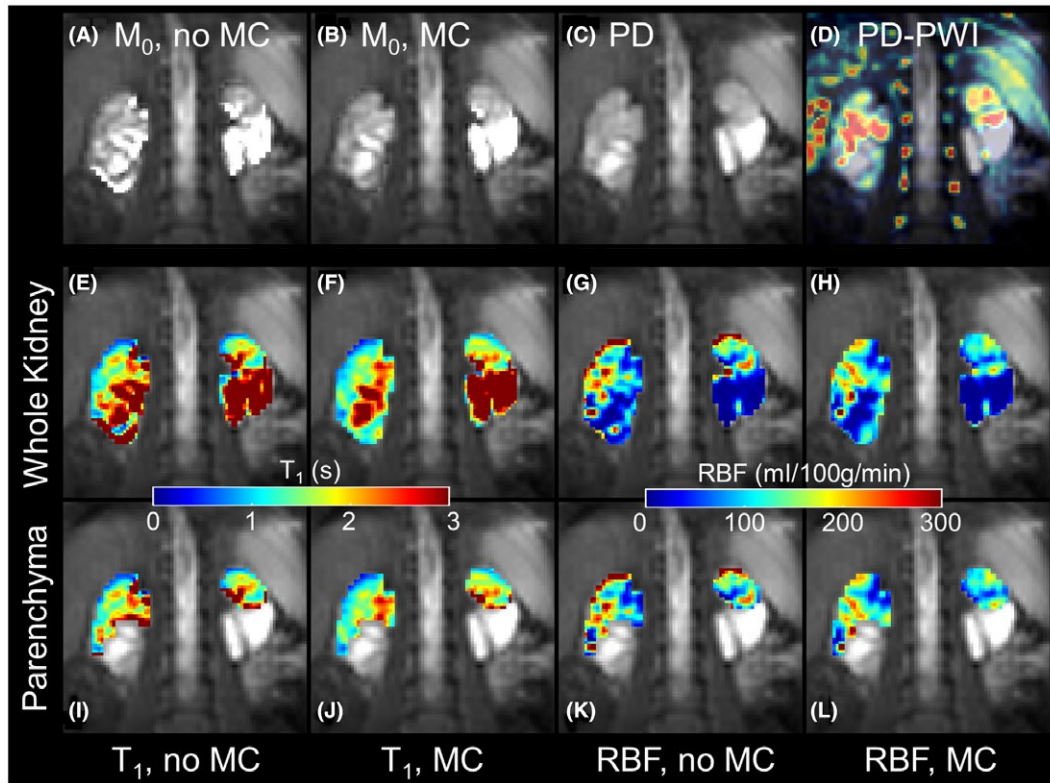 (A) M₀, no MC
(B) M₀, MC
(C) PD
(D) PD-PWI
Whole Kidney
(E)
(F)
(G)
(H)
T₁ (s)
0 1 2 3
RBF (ml/100g/min)
0 100 200 300
Parenchyma
(I)
(J)
(K)
(L)
T₁, no MC
T₁, MC
RBF, no MC
RBF, MC